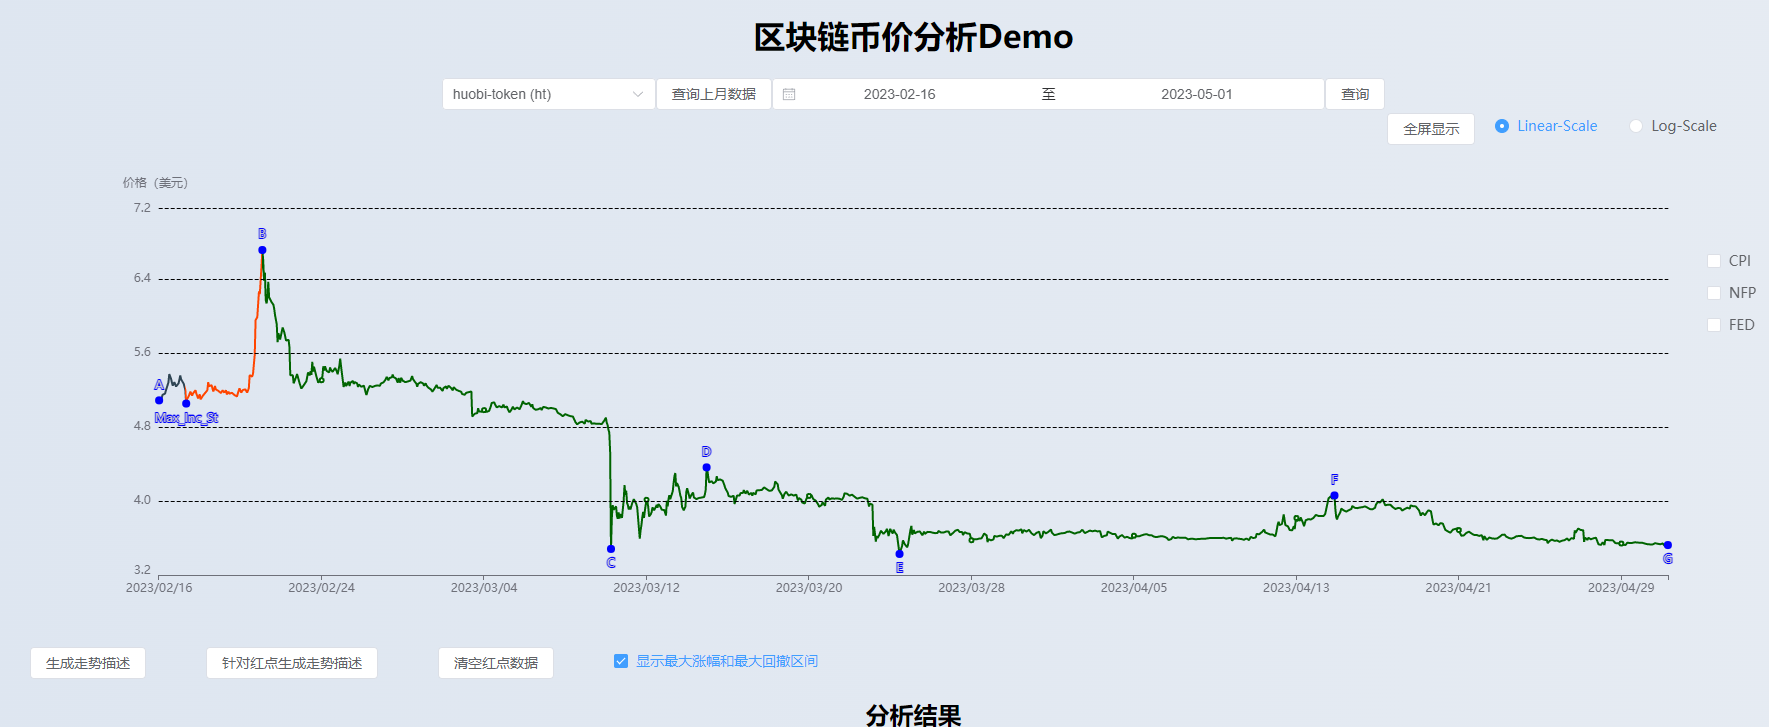 区块链币价分析Demo
huobi-token (ht)
查询上月数据
2023-02-16 至 2023-05-01
查询
全屏显示
Linear-Scale
Log-Scale
价格（美元）
7.2
6.4
5.6
4.8
4.0
3.2
A
Max_Inc_St
B
C
D
E
F
G
CPI
NFP
FED
2023/02/16 2023/02/24 2023/03/04 2023/03/12 2023/03/20 2023/03/28 2023/04/05 2023/04/13 2023/04/21 2023/04/29
生成走势描述
针对红点生成走势描述
清空红点数据
显示最大涨幅和最大回撤区间
分析结果